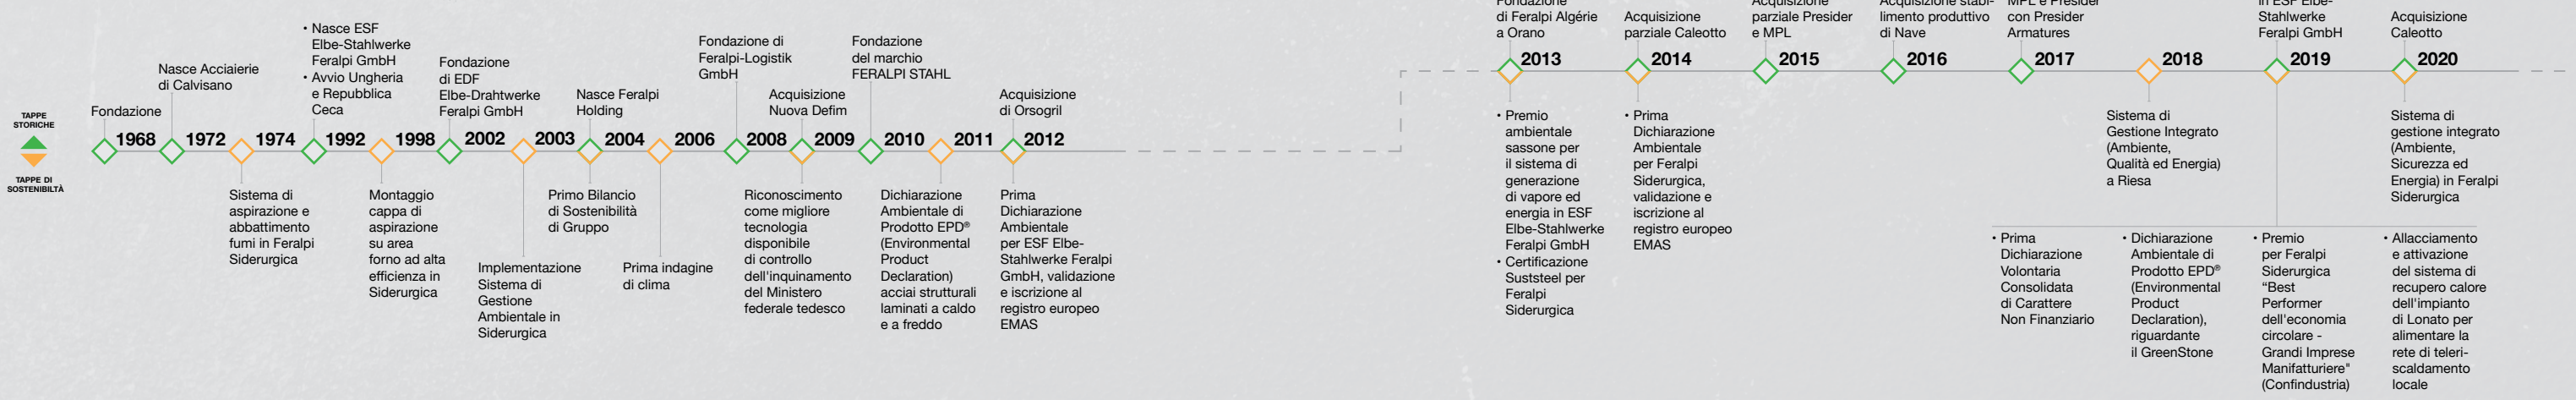 TAPPE
STORICHE
TAPPE DI
SOSTENIBILTÀ
Fondazione
1968
Nasce Acciaierie
di Calvisano
1972
1974
Sistema di
aspirazione e
abbattimento
fumi in Feralpi
Siderurgica
• Nasce ESF
Elbe-Stahlwerke
Feralpi GmbH
• Avvio Ungheria
e Repubblica
Ceca
1992
1998
Montaggio
cappa di
aspirazione
su area
forno ad alta
efficienza in
Siderurgica
Fondazione
di EDF
Elbe-Drahtwerke
Feralpi GmbH
2002
2003
Implementazione
Sistema di
Gestione
Ambientale in
Siderurgica
Nasce Feralpi
Holding
2004
Primo Bilancio
di Sostenibilità
di Gruppo
2006
Prima indagine
di clima
Fondazione di
Feralpi-Logistik
GmbH
2008
Acquisizione
Nuova Defim
2009
Riconoscimento
come migliore
tecnologia
disponibile
di controllo
dell'inquinamento
del Ministero
federale tedesco
Fondazione
del marchio
FERALPI STAHL
2010
2011
Dichiarazione
Ambientale di
Prodotto EPD®
(Environmental
Product
Declaration)
acciai strutturali
laminati a caldo
e a freddo
Acquisizione
di Orsogril
2012
Prima
Dichiarazione
Ambientale
per ESF Elbe-
Stahlwerke Feralpi
GmbH, validazione
e iscrizione al
registro europeo
EMAS
Fondazione
di Feralpi Algérie
a Orano
2013
• Premio
ambientale
sassone per
il sistema di
generazione
di vapore ed
energia in ESF
Elbe-Stahlwerke
Feralpi GmbH
• Certificazione
Suststeel per
Feralpi
Siderurgica
Acquisizione
parziale Caleotto
2014
• Prima
Dichiarazione
Ambientale
per Feralpi
Siderurgica,
validazione e
iscrizione al
registro europeo
EMAS
Acquisizione
parziale Presider
e MPL
2015
Acquisizione stabi-
limento produttivo
di Nave
2016
MPL e Presider
con Presider
Armatures
2017
2018
Sistema di
Gestione Integrato
(Ambiente,
Qualità ed Energia)
a Riesa
in ESF Elbe-
Stahlwerke
Feralpi GmbH
2019
• Prima
Dichiarazione
Volontaria
Consolidata
di Carattere
Non Finanziario
• Dichiarazione
Ambientale di
Prodotto EPD®
(Environmental
Product
Declaration),
riguardante
il GreenStone
• Premio
per Feralpi
Siderurgica
“Best
Performer
dell'economia
circolare -
Grandi Imprese
Manifatturiere"
(Confindustria)
• Allacciamento
e attivazione
del sistema di
recupero calore
dell'impianto
di Lonato per
alimentare la
rete di teleri-
scaldamento
locale
Acquisizione
Caleotto
2020
Sistema di
gestione integrato
(Ambiente,
Sicurezza ed
Energia) in Feralpi
Siderurgica